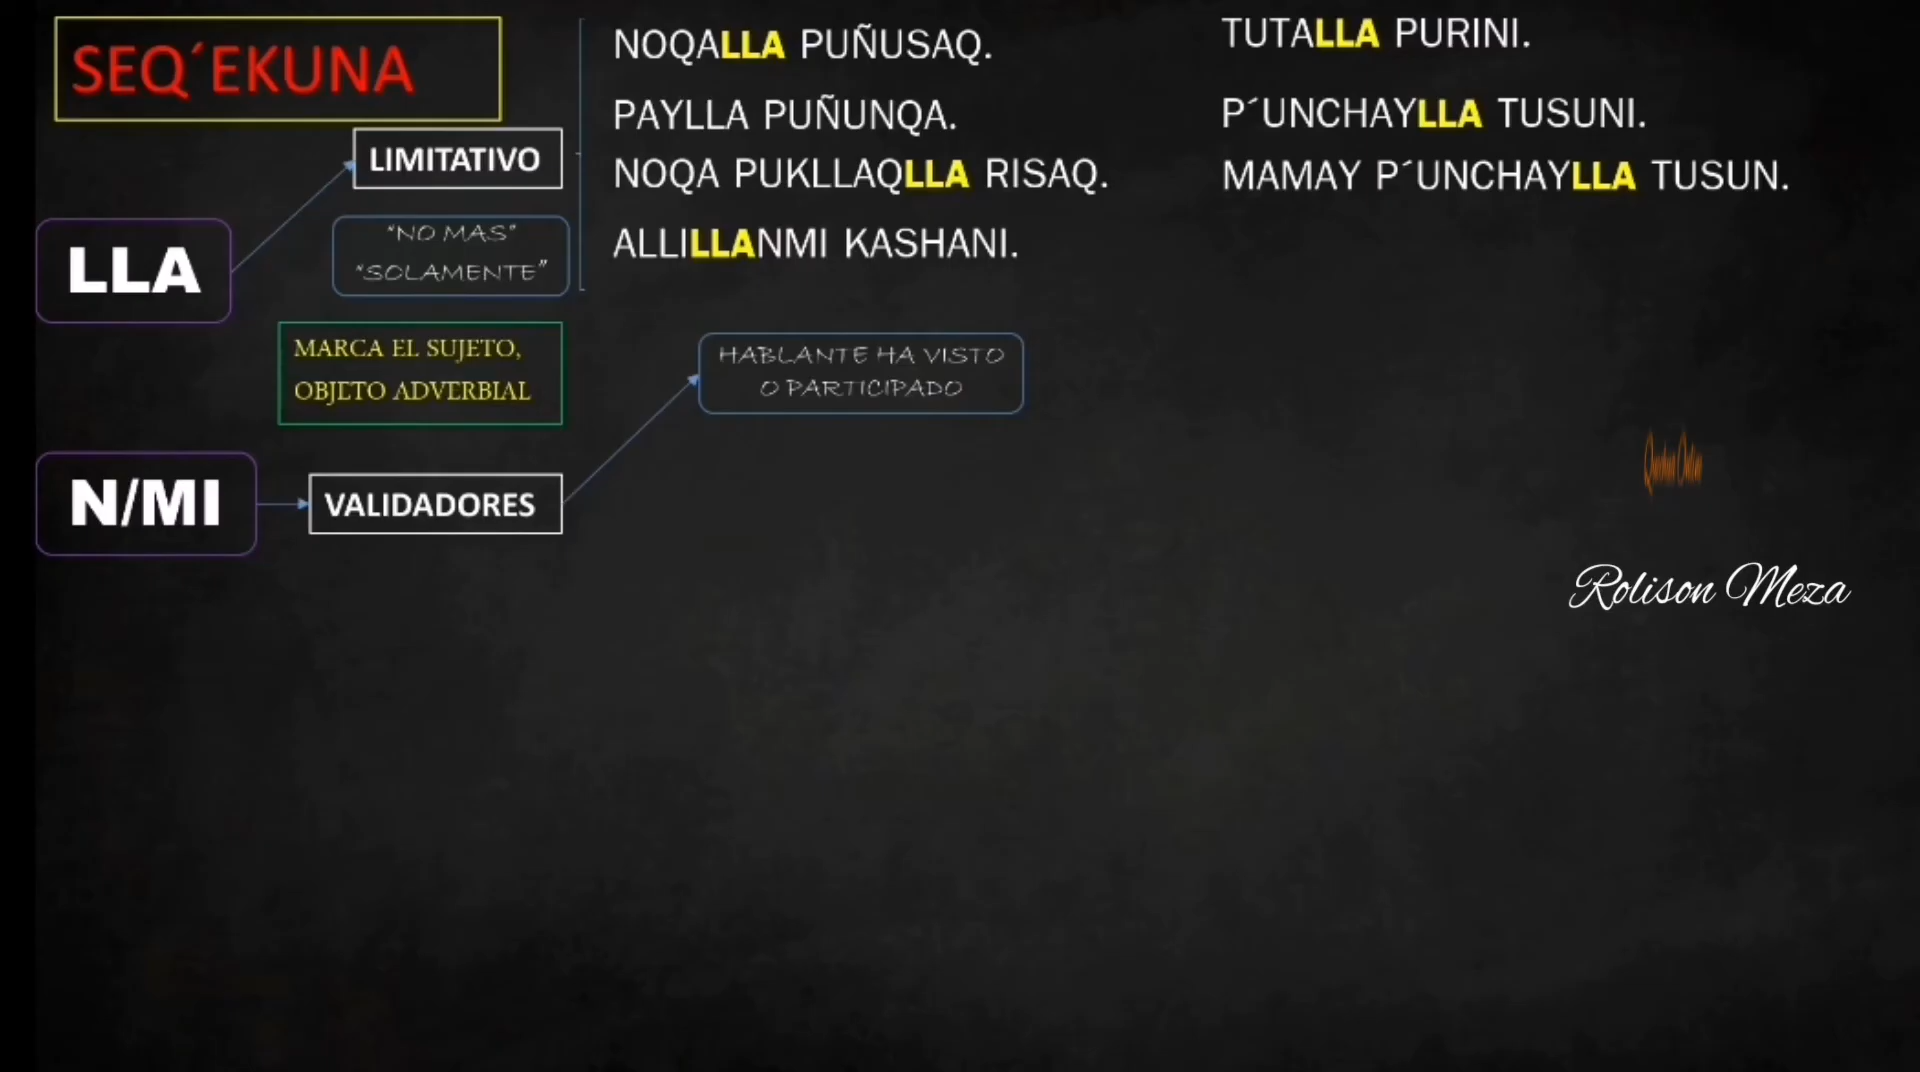 SEQ´EKUNA
LLA
LIMITATIVO
"NO MAS"
"SOLAMENTE"
MARCA EL SUJETO,
OBJETO ADVERBIAL
NOQALLA PUÑUSAQ.
PAYLLA PUÑUNQA.
NOQA PUKLLAQLLA RISAQ.
ALLILLANMI KASHANI.
TUTALLA PURINI.
P´UNCHAYLLA TUSUNI.
MAMAY P´UNCHAYLLA TUSUN.
N/MI
VALIDADORES
HABLANTE HA VISTO
O PARTICIPADO
Rolison Meza